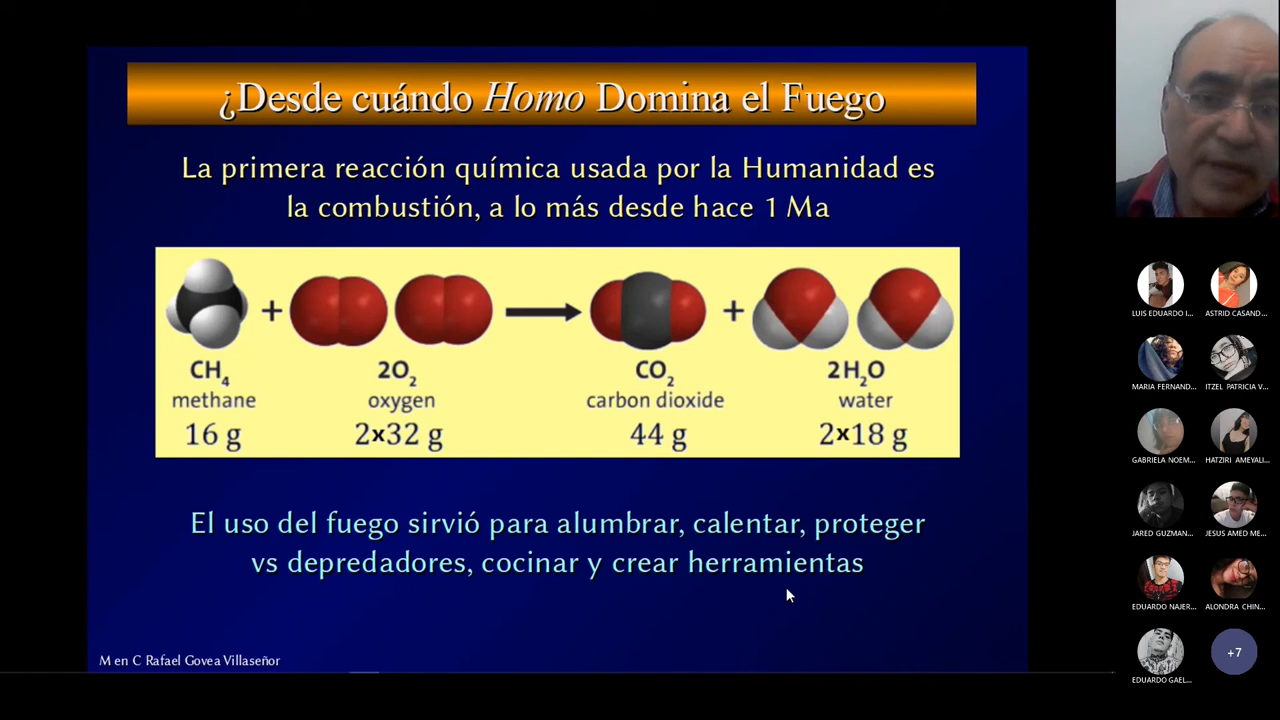 ¿Desde cuándo Homo Domina el Fuego
La primera reacción química usada por la Humanidad es
la combustión, a lo más desde hace 1 Ma
+ + 
CH₄ 2O₂ CO₂ 2H₂O
methane oxygen carbon dioxide water
16 g 2x32 g 44 g 2x18 g
El uso del fuego sirvió para alumbrar, calentar, proteger
vs depredadores, cocinar y crear herramientas
M en C Rafael Govea Villaseñor
LUIS EDUARDO I... ASTRID CASAND...
MARIA FERNAND... ITZEL PATRICIA V...
GABRIELA NOEM... HATZIRI AMEYALI...
JARED GUZMAN... JESUS AMED ME...
EDUARDO NAJER... ALONDRA CHIN...
EDUARDO GAEL... +7